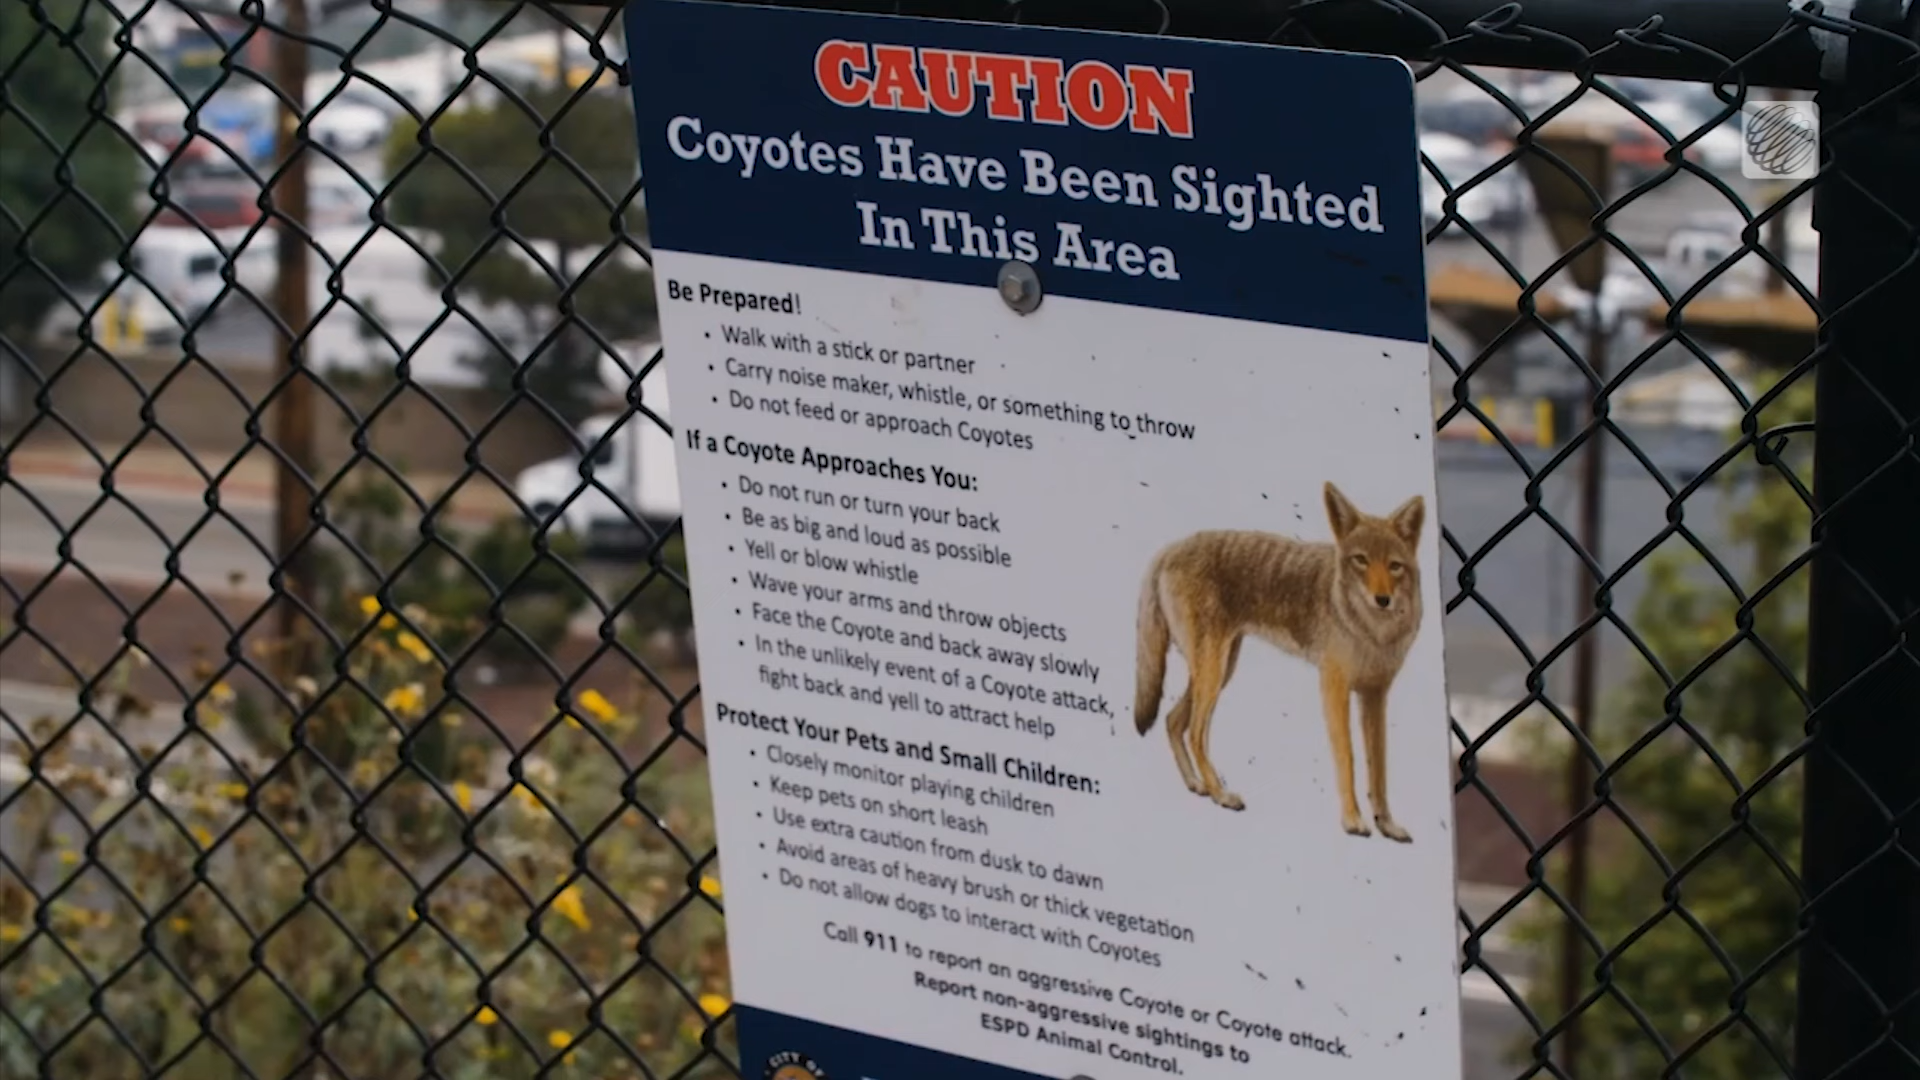 CAUTION
Coyotes Have Been Sighted
In This Area
Be Prepared!
• Walk with a stick or partner
• Carry noise maker, whistle, or something to throw
• Do not feed or approach Coyotes
If a Coyote Approaches You:
• Do not run or turn your back
• Be as big and loud as possible
• Yell or blow whistle
• Wave your arms and throw objects
• Face the Coyote and back away slowly
• In the unlikely event of a Coyote attack,
fight back and yell to attract help
Protect Your Pets and Small Children:
• Closely monitor playing children
• Keep pets on short leash
• Use extra caution from dusk to dawn
• Avoid areas of heavy brush or thick vegetation
• Do not allow dogs to interact with Coyotes
Call 911 to report an aggressive Coyote or Coyote attack.
Report non-aggressive sightings to
ESPD Animal Control.
CITY OF